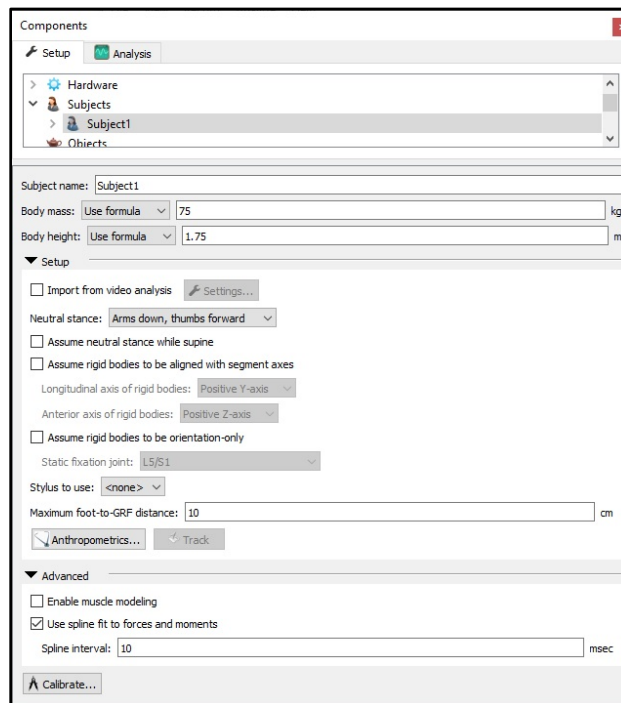 Components
Setup Analysis
Hardware
Subjects
Subject1
Objects
Subject name: Subject1
Body mass: Use formula 75 kg
Body height: Use formula 1.75 m
Setup
Import from video analysis Settings...
Neutral stance: Arms down, thumbs forward
Assume neutral stance while supine
Assume rigid bodies to be aligned with segment axes
Longitudinal axis of rigid bodies: Positive Y-axis
Anterior axis of rigid bodies: Positive Z-axis
Assume rigid bodies to be orientation-only
Static fixation joint: L5/S1
Stylus to use: <none>
Maximum foot-to-GRF distance: 10 cm
Anthropometrics... Track
Advanced
Enable muscle modeling
Use spline fit to forces and moments
Spline interval: 10 msec
Calibrate...